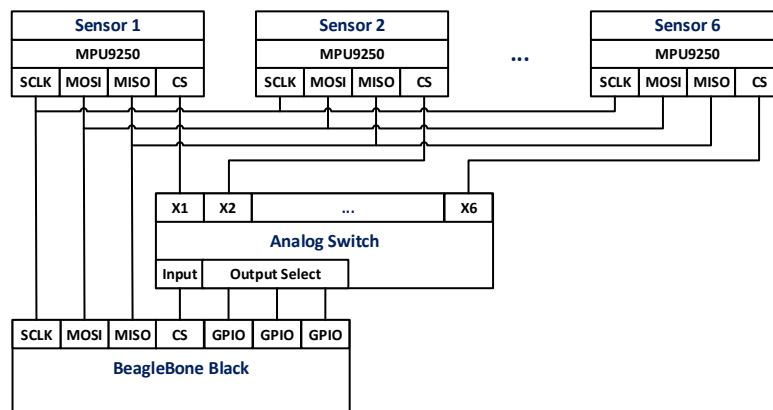 Sensor 1 Sensor 2 Sensor 6
MPU9250 MPU9250 ... MPU9250
SCLK MOSI MISO CS SCLK MOSI MISO CS SCLK MOSI MISO CS
X1 X2 ... X6
Analog Switch
Input Output Select
SCLK MOSI MISO CS GPIO GPIO GPIO
BeagleBone Black